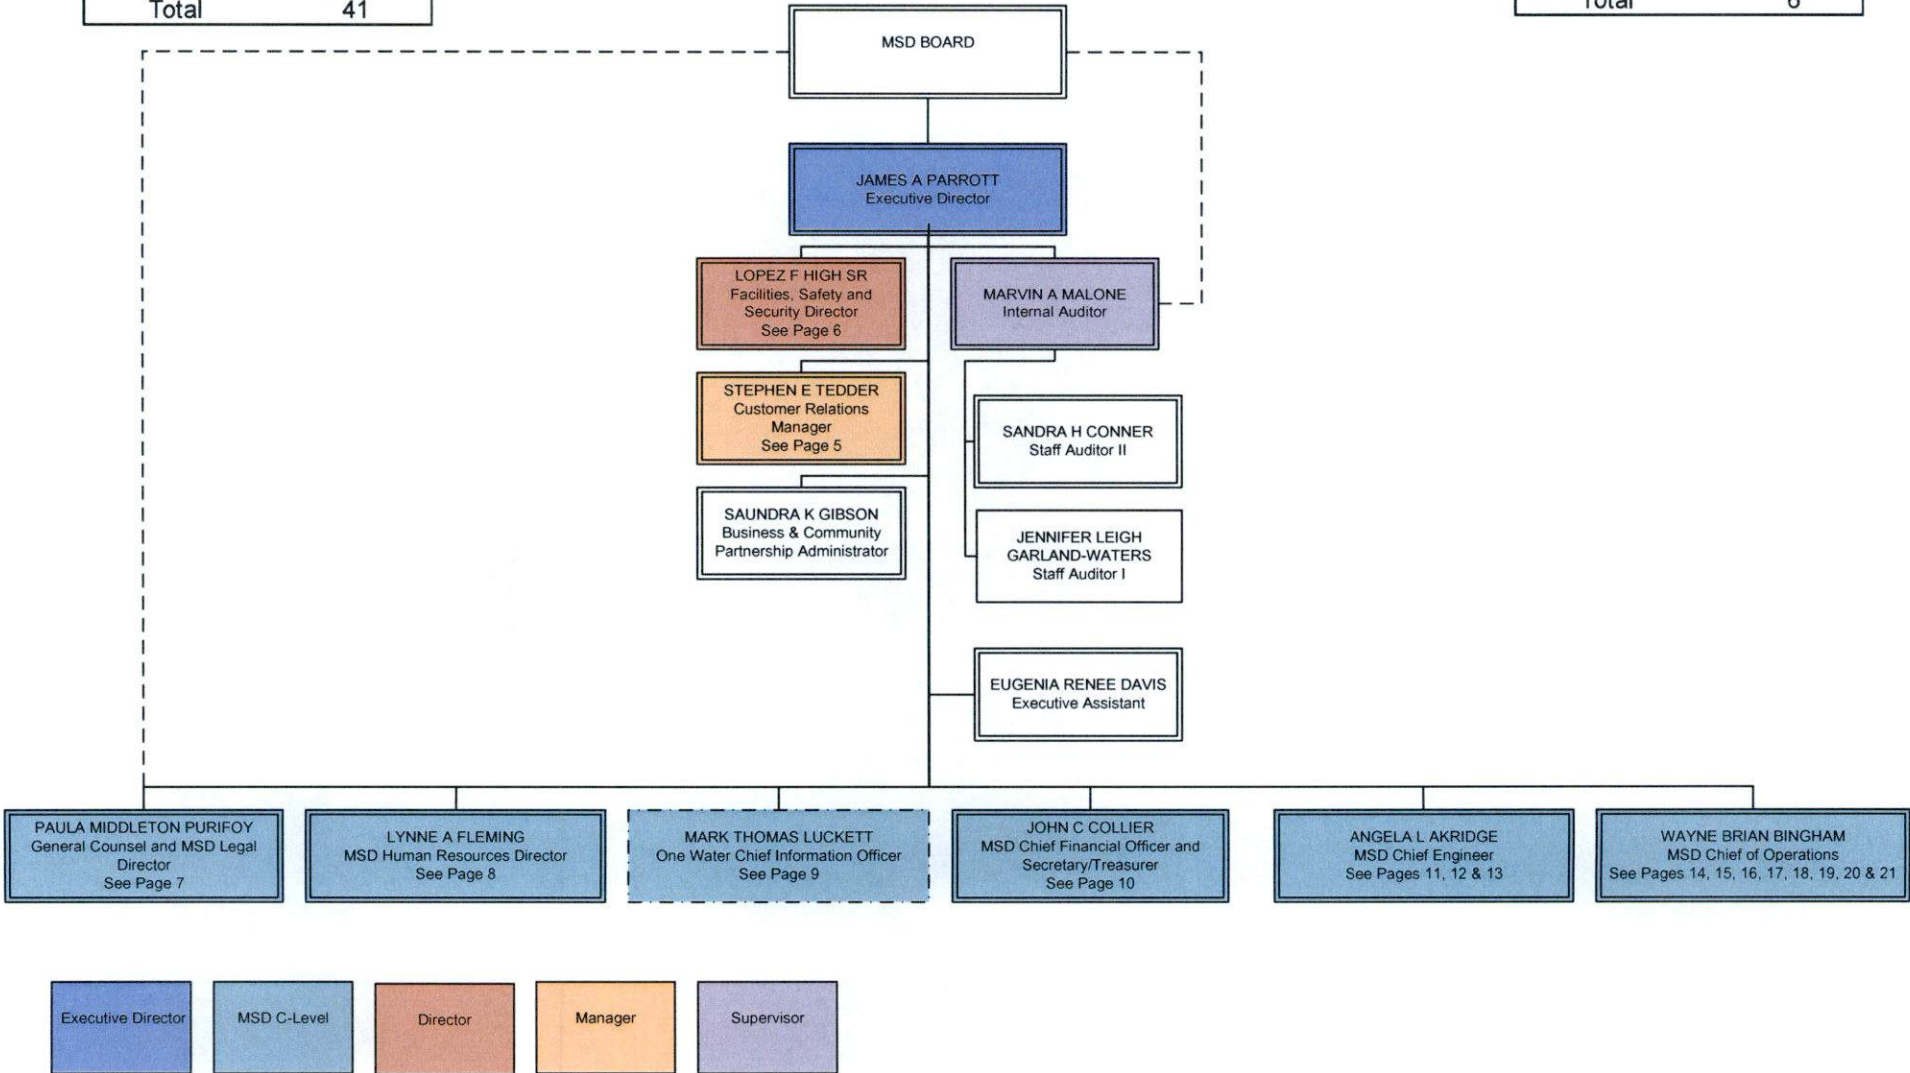 Total 41
Total 6
MSD BOARD
JAMES A PARROTT
Executive Director
LOPEZ F HIGH SR
Facilities, Safety and
Security Director
See Page 6
MARVIN A MALONE
Internal Auditor
STEPHEN E TEDDER
Customer Relations
Manager
See Page 5
SANDRA H CONNER
Staff Auditor II
SAUNDRA K GIBSON
Business & Community
Partnership Administrator
JENNIFER LEIGH
GARLAND-WATERS
Staff Auditor I
EUGENIA RENEE DAVIS
Executive Assistant
PAULA MIDDLETON PURIFOY
General Counsel and MSD Legal
Director
See Page 7
LYNNE A FLEMING
MSD Human Resources Director
See Page 8
MARK THOMAS LUCKETT
One Water Chief Information Officer
See Page 9
JOHN C COLLIER
MSD Chief Financial Officer and
Secretary/Treasurer
See Page 10
ANGELA L AKRIDGE
MSD Chief Engineer
See Pages 11, 12 & 13
WAYNE BRIAN BINGHAM
MSD Chief of Operations
See Pages 14, 15, 16, 17, 18, 19, 20 & 21
Executive Director
MSD C-Level
Director
Manager
Supervisor